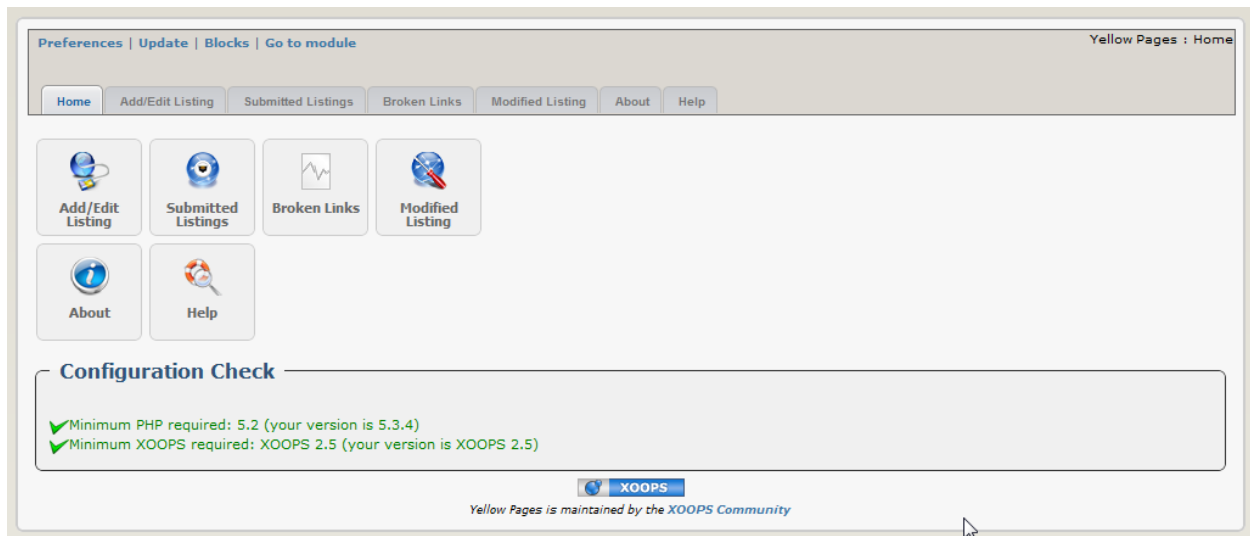 Preferences | Update | Blocks | Go to module
Yellow Pages : Home
Home Add/Edit Listing Submitted Listings Broken Links Modified Listing About Help
Add/Edit
Listing
Submitted
Listings
Broken Links
Modified
Listing
About
Help
Configuration Check
Minimum PHP required: 5.2 (your version is 5.3.4)
Minimum XOOPS required: XOOPS 2.5 (your version is XOOPS 2.5)
XOOPS
Yellow Pages is maintained by the XOOPS Community